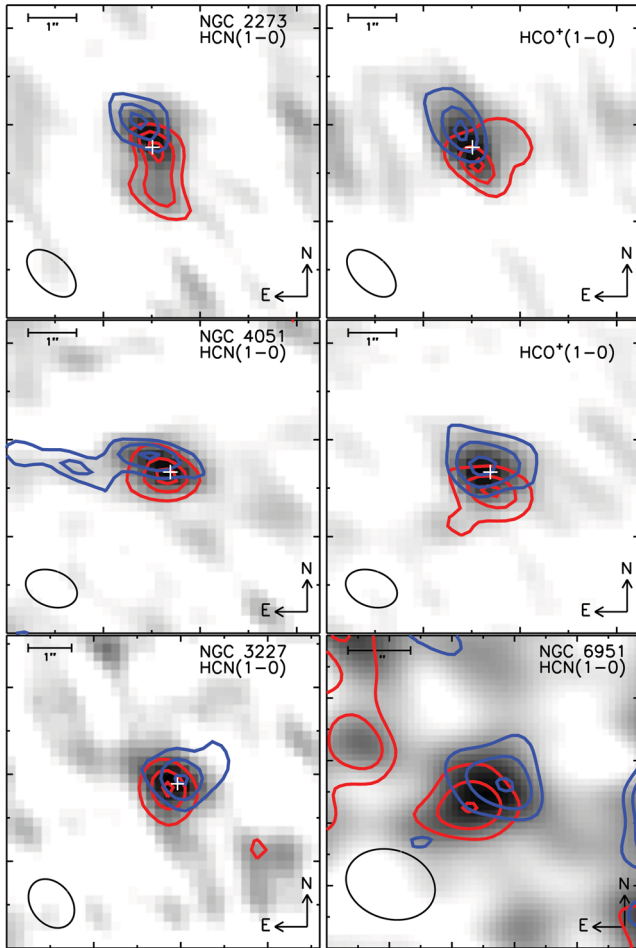 1"
NGC 2273
HCN(1-0)
N
E
1"
HCO+(1-0)
N
E
1"
NGC 4051
HCN(1-0)
N
E
1"
HCO+(1-0)
N
E
1"
NGC 3227
HCN(1-0)
N
E
"
NGC 6951
HCN(1-0)
N
E